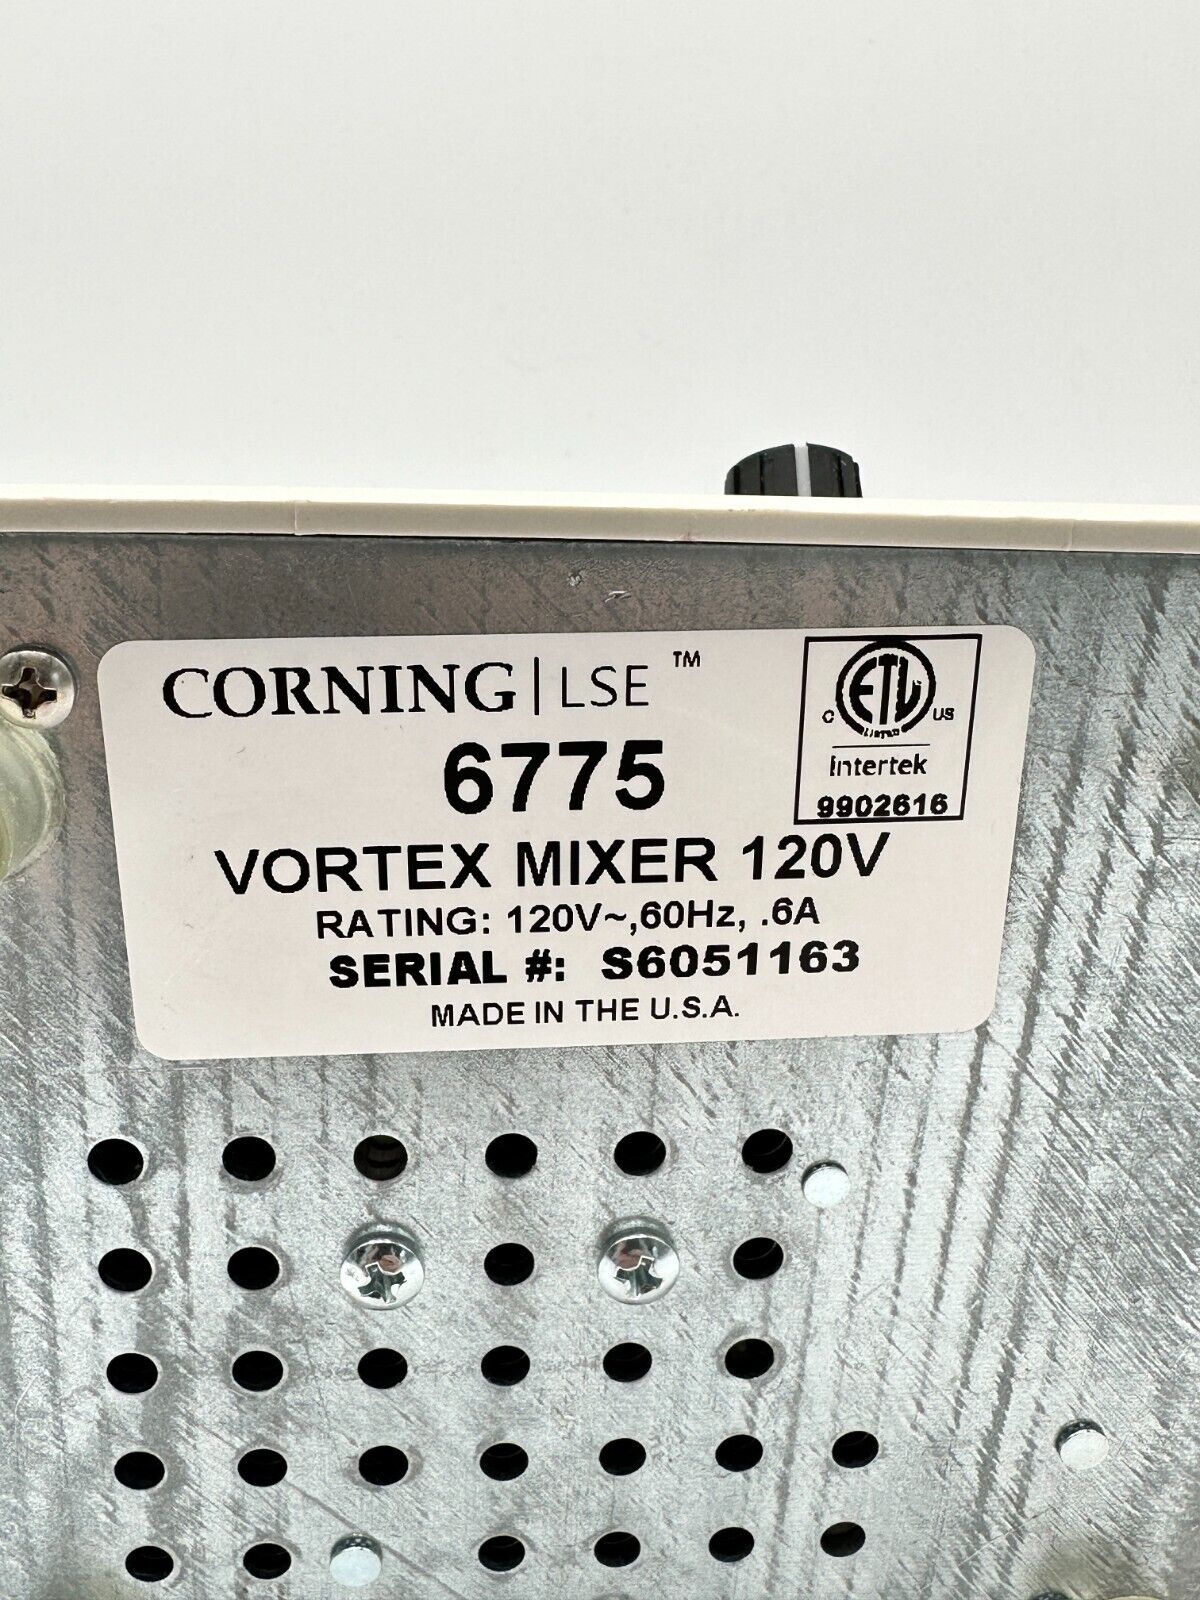 CORNING | LSE ™
6775
VORTEX MIXER 120V
RATING: 120V~,60Hz, .6A
SERIAL #: S6051163
MADE IN THE U.S.A.
C ETL US
LISTED
Intertek
9902616